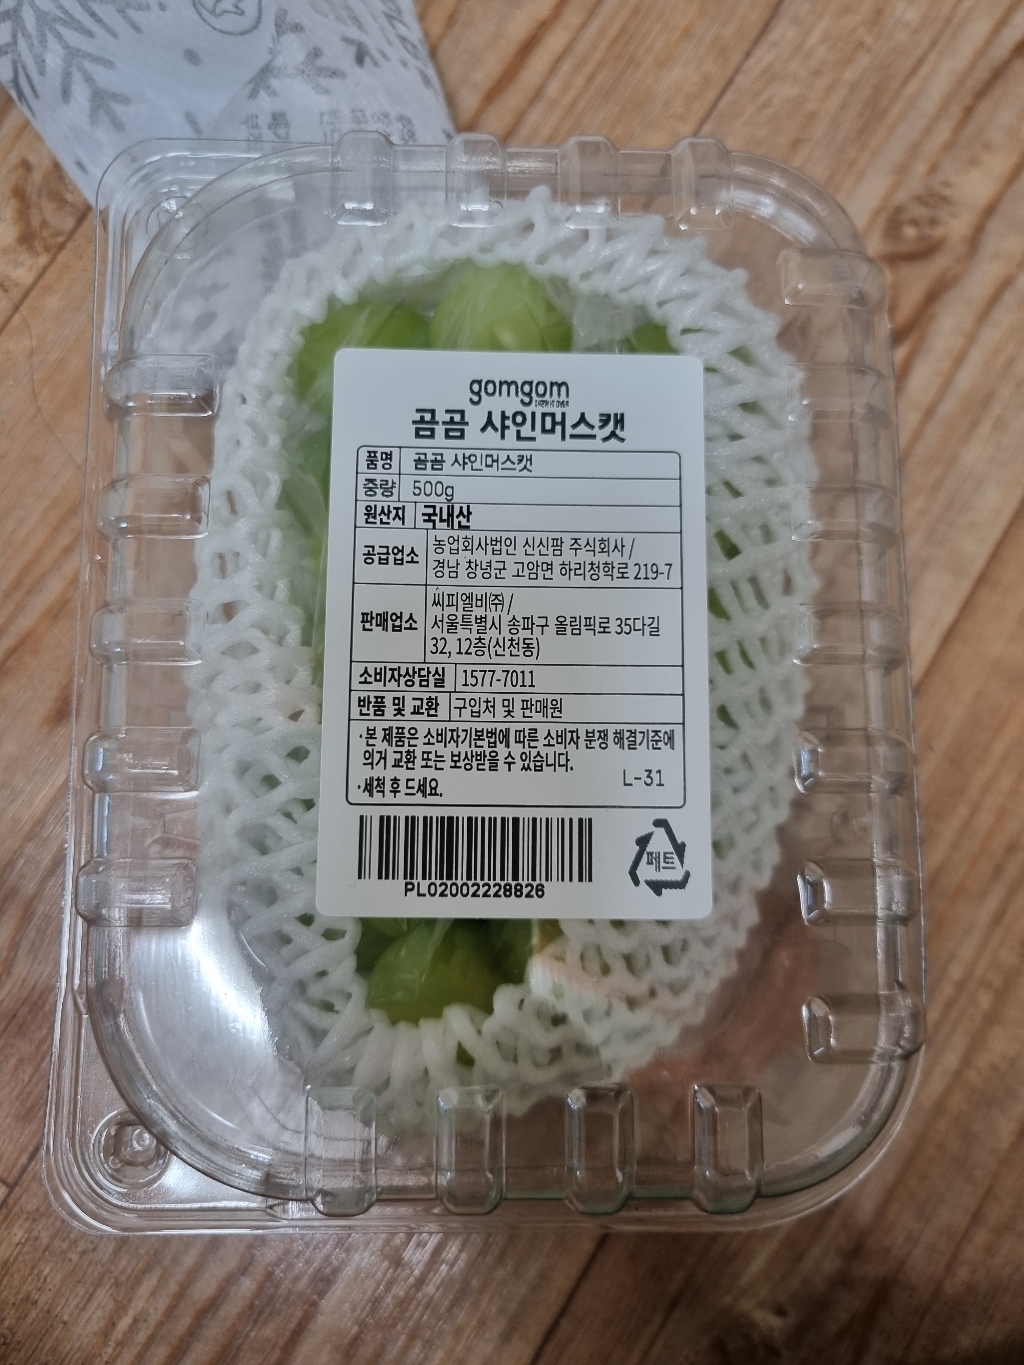 gomgom
곰곰 샤인머스캣
품명 곰곰 샤인머스캣
중량 500g
원산지 국내산
공급업소 농업회사법인 신신팜 주식회사 /
경남 창녕군 고암면 하리청학로 219-7
판매업소 씨피엘비㈜ /
서울특별시 송파구 올림픽로 35다길
32, 12층(신천동)
소비자상담실 1577-7011
반품 및 교환 구입처 및 판매원
·본 제품은 소비자기본법에 따른 소비자 분쟁 해결기준에
의거 교환 또는 보상받을 수 있습니다.
L-31
·세척 후 드세요.
PL02002228826
페트